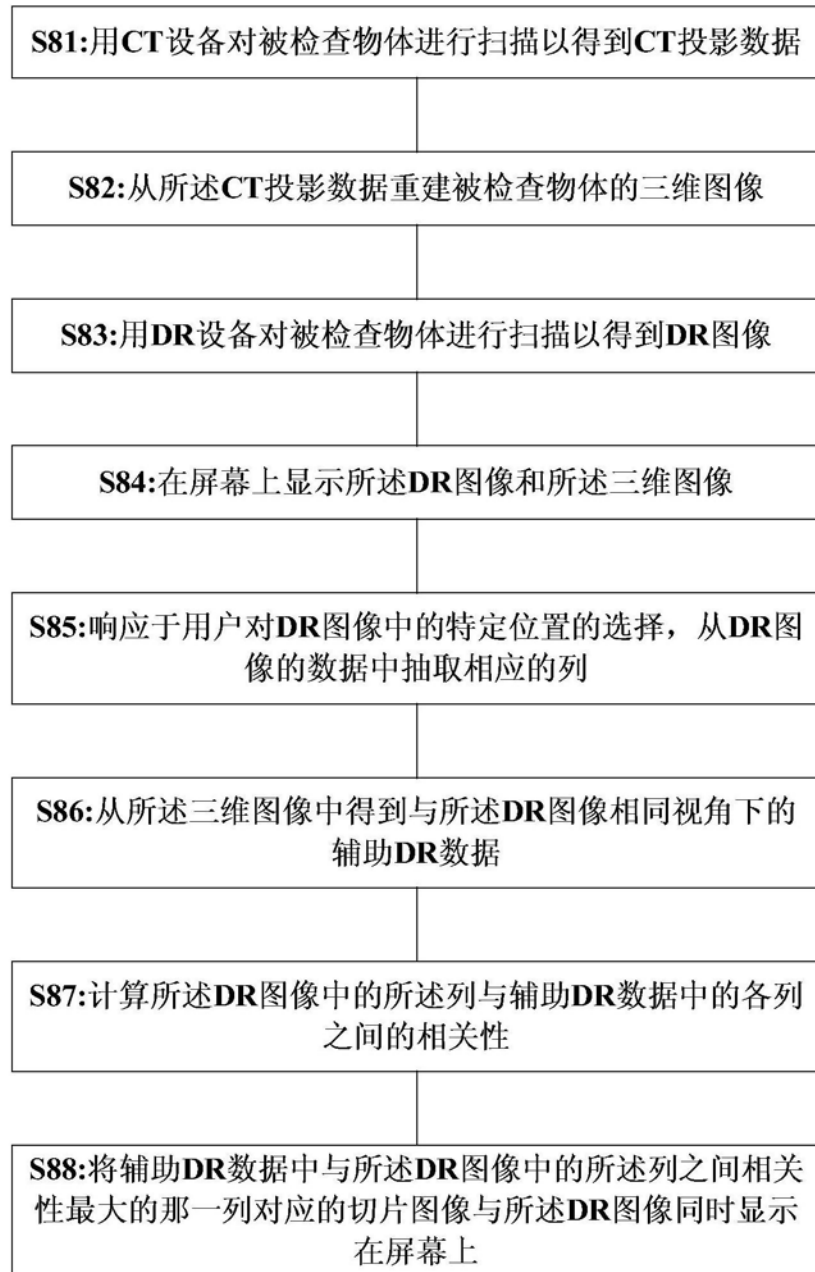 S81:用CT设备对被检查物体进行扫描以得到CT投影数据
S82:从所述CT投影数据重建被检查物体的三维图像
S83:用DR设备对被检查物体进行扫描以得到DR图像
S84:在屏幕上显示所述DR图像和所述三维图像
S85:响应于用户对DR图像中的特定位置的选择，从DR图
像的数据中抽取相应的列
S86:从所述三维图像中得到与所述DR图像相同视角下的
辅助DR数据
S87:计算所述DR图像中的所述列与辅助DR数据中的各列
之间的相关性
S88:将辅助DR数据中与所述DR图像中的所述列之间相关
性最大的那一列对应的切片图像与所述DR图像同时显示
在屏幕上